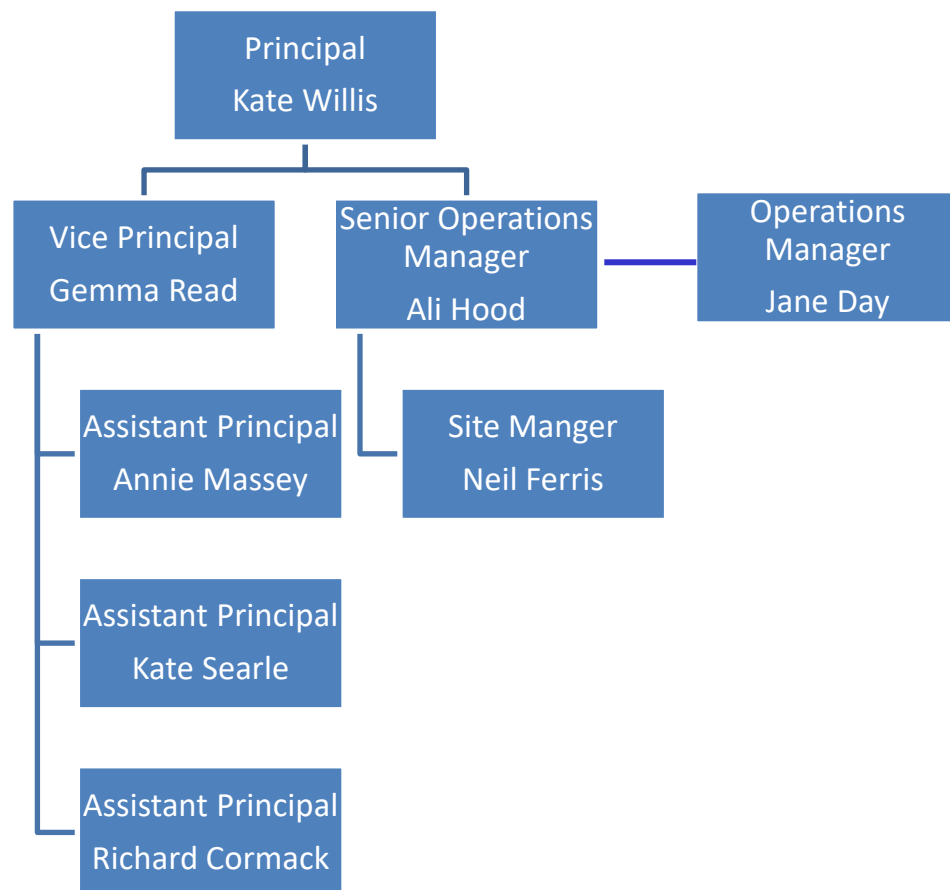 Principal
Kate Willis
Vice Principal
Gemma Read
Senior Operations
Manager
Ali Hood
Operations
Manager
Jane Day
Assistant Principal
Annie Massey
Site Manger
Neil Ferris
Assistant Principal
Kate Searle
Assistant Principal
Richard Cormack